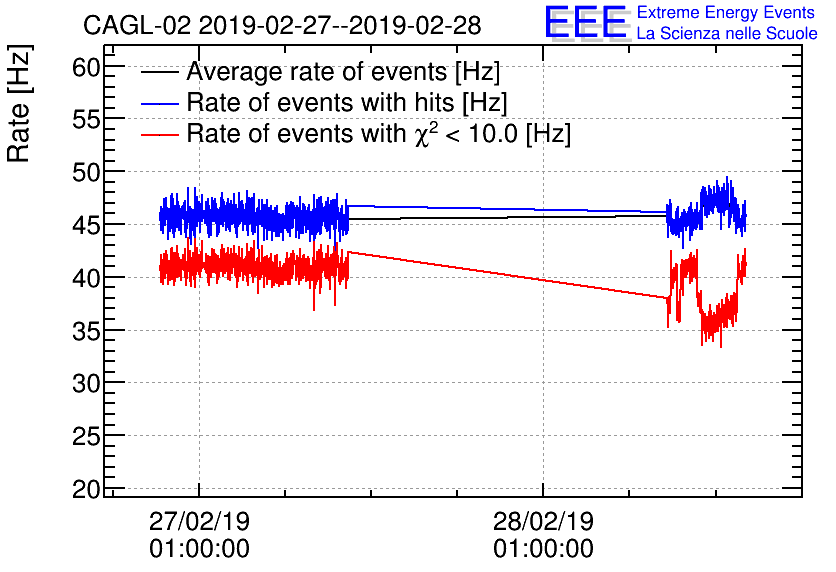 CAGL-02 2019-02-27--2019-02-28
EEE
Extreme Energy Events
La Scienza nelle Scuole
Rate [Hz]
Average rate of events [Hz]
Rate of events with hits [Hz]
Rate of events with χ² < 10.0 [Hz]
60
55
50
45
40
35
30
25
20
27/02/19
01:00:00
28/02/19
01:00:00